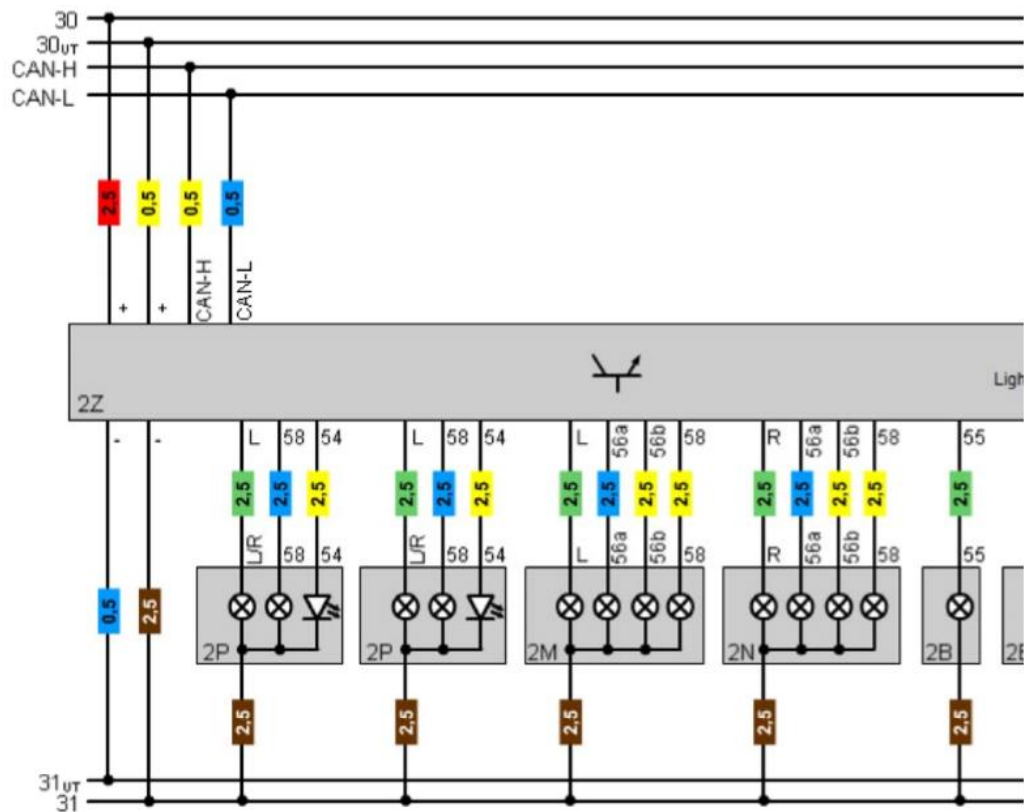 30
30UT
CAN-H
CAN-L
2,5 0,5 0,5 0,5
+ + CAN-H CAN-L
Ligh
2Z
- - L 58 54 L 58 54 L 56a 56b 58 R 56a 56b 58 55
2,5 2,5 2,5 2,5 2,5 2,5 2,5 2,5 2,5 2,5 2,5 2,5 2,5 2,5 2,5
L/R 58 54 L/R 58 54 L 56a 56b 58 R 56a 56b 58 55
0,5 2,5
2P 2P 2M 2N 2B
2,5 2,5 2,5 2,5 2,5
31UT
31